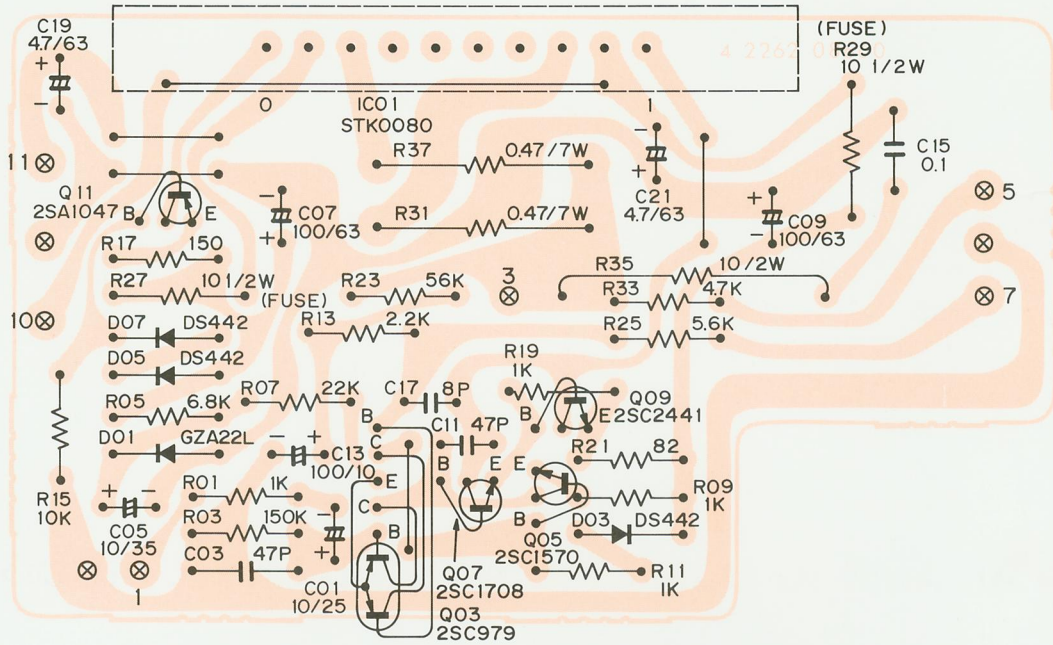 C19
4.7/63
+
-
(FUSE)
R29
10 1/2W
0
IC01
STK0080
1
R37
0.47/7W
-
+
C21
4.7/63
C15
0.1
11
Q11
2SA1047
B
E
-
+
C07
100/63
R31
0.47/7W
+
-
C09
100/63
5
R17
150
R27
10 1/2W
(FUSE)
R23
56K
3
R35
10/2W
R33
4.7K
7
10
D07
DS442
R13
2.2K
R25
5.6K
D05
DS442
R19
1K
R05
6.8K
R07
22K
C17
8P
Q09
E2SC2441
B
D01
GZA22L
-
+
C13
100/10
B
C
E
C
B
C11
47P
B
E
E
B
R21
82
R15
10K
+
-
C05
10/35
R01
1K
R03
150K
-
+
R09
1K
D03
DS442
Q05
2SC1570
C03
47P
C01
10/25
Q07
2SC1708
R11
1K
1
Q03
2SC979